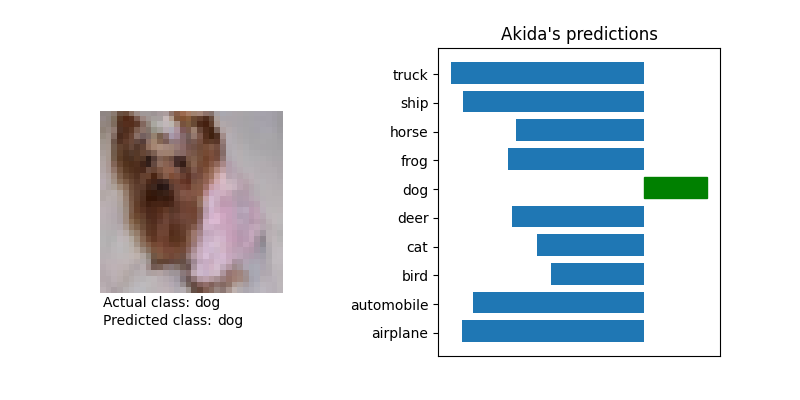 Akida's predictions
truck
ship
horse
frog
dog
deer
cat
bird
automobile
airplane
Actual class: dog
Predicted class: dog